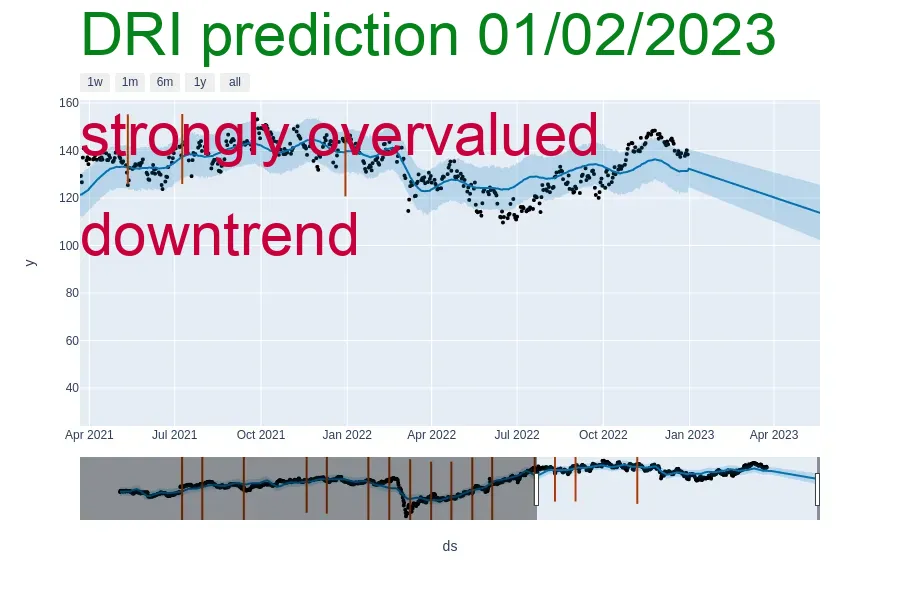 DRI prediction 01/02/2023
1w 1m 6m 1y all
160
strongly overvalued
140
120
downtrend
100
y
80
60
40
Apr 2021 Jul 2021 Oct 2021 Jan 2022 Apr 2022 Jul 2022 Oct 2022 Jan 2023 Apr 2023
ds